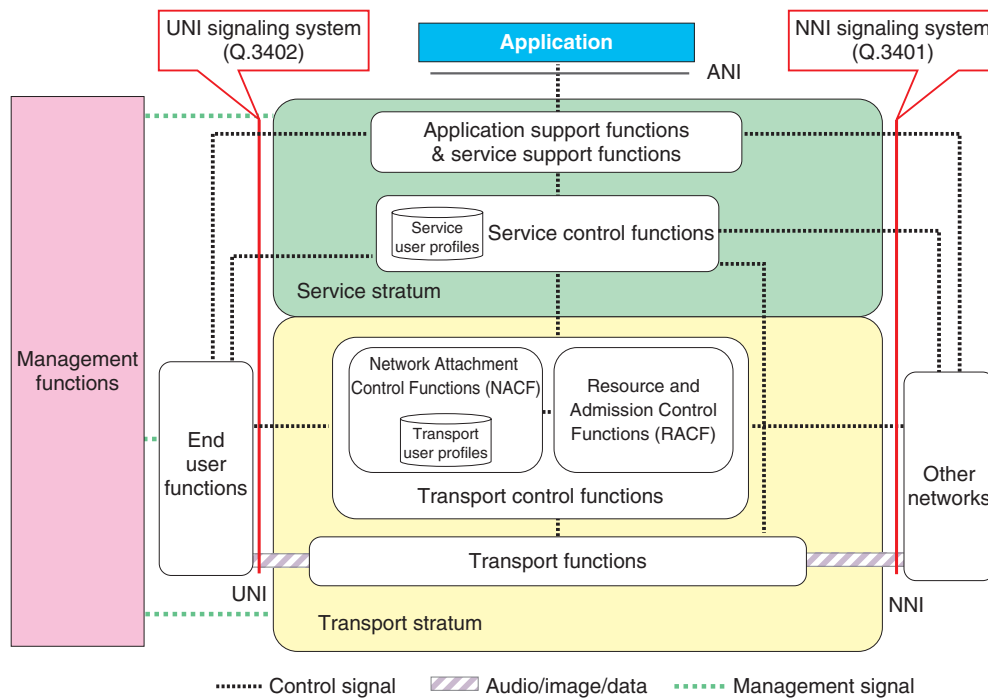 UNI signaling system
(Q.3402)
Application
NNI signaling system
(Q.3401)
ANI
Application support functions
& service support functions
Service
user profiles
Service control functions
Service stratum
Management
functions
Network Attachment
Control Functions (NACF)
Transport
user profiles
Resource and
Admission Control
Functions (RACF)
Transport control functions
End
user
functions
Other
networks
Transport functions
UNI
NNI
Transport stratum
Control signal
Audio/image/data
Management signal